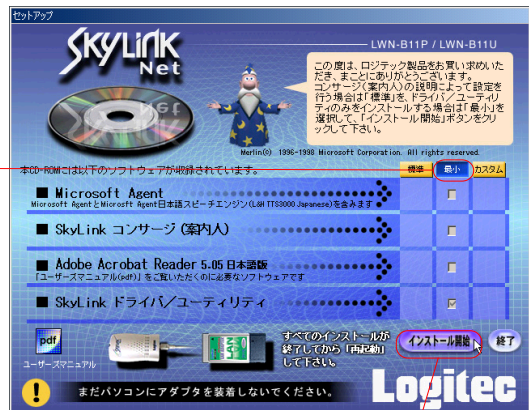 セットアップ
SKYLINK
Net
LWN-B11P / LWN-B11U
この度は、ロジテック製品をお買い求めいた
だき、まことにありがとうございます。
コンサージ(案内人)の説明によって設定を
行う場合は「標準」を、ドライバ/ユーティリ
ティのみをインストールする場合は「最小」を
選択して、「インストール開始」ボタンをクリ
ックして下さい。
Merlin(c) 1996-1998 Microsoft Corporation. All rights reserved.
本CD-ROMには以下のソフトウェアが収録されています。
標準 最小 カスタム
■ Microsoft Agent
Microsoft AgentとMicrosft Agent日本語スピーチエンジン(L&H TTS3000 Japanese)を含みます
■ SkyLink コンサージ (案内人)
■ Adobe Acrobat Reader 5.05 日本語版
「ユーザーズマニュアル(pdf)」をご覧いただくのに必要なソフトウェアです
■ SkyLink ドライバ/ユーティリティ
pdf
ユーザーズマニュアル
LAN
すべてのインストールが
終了してから「再起動」
して下さい。
インストール開始
終了
! まだパソコンにアダプタを装着しないでください。
Logitec